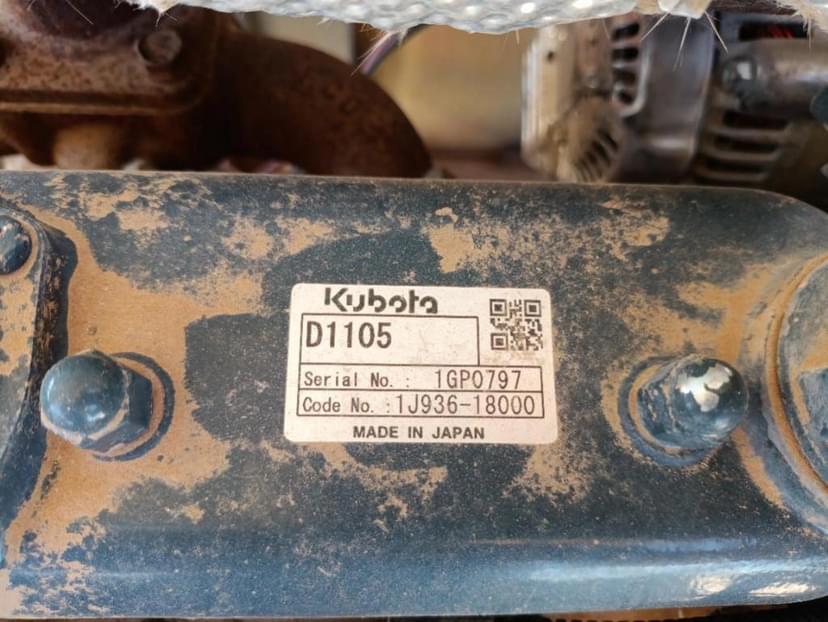 Kubota
D1105
Serial No.: 1GP0797
Code No.:1J936-18000
MADE IN JAPAN